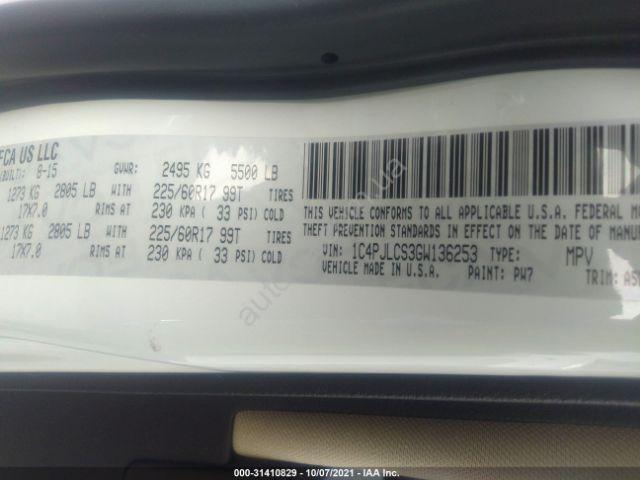 FCA US LLC
(BUILT): 8-15 GVWR: 2495 KG 5500 LB
1273 KG 2805 LB WITH 225/60R17 99T TIRES
17X7.0 RIMS AT 230 KPA ( 33 PSI) COLD
1273 KG 2805 LB WITH 225/60R17 99T TIRES
17X7.0 RIMS AT 230 KPA ( 33 PSI) COLD
THIS VEHICLE CONFORMS TO ALL APPLICABLE U.S.A. FEDERAL
THEFT PREVENTION STANDARDS IN EFFECT ON THE DATE OF
VIN: 1C4PJLCS3GW136253 TYPE: MPV
VEHICLE MADE IN U.S.A. PAINT: PW7 TRIM:
000-31410829 - 10/07/2021 - IAA Inc.